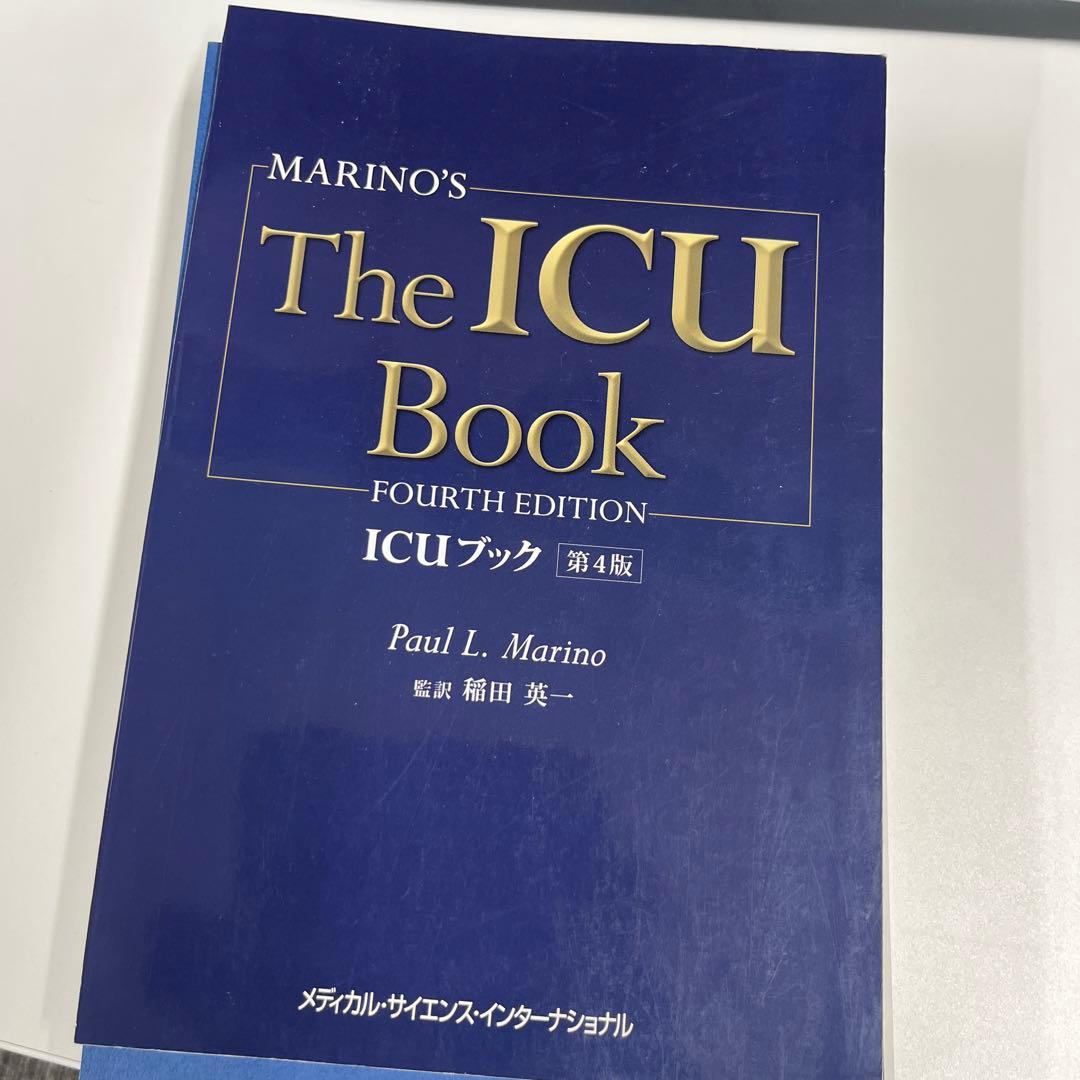 MARINO'S
The ICU
Book
FOURTH EDITION
ICUブック 第4版
Paul L. Marino
監訳 稲田 英一
メディカル・サイエンス・インターナショナル